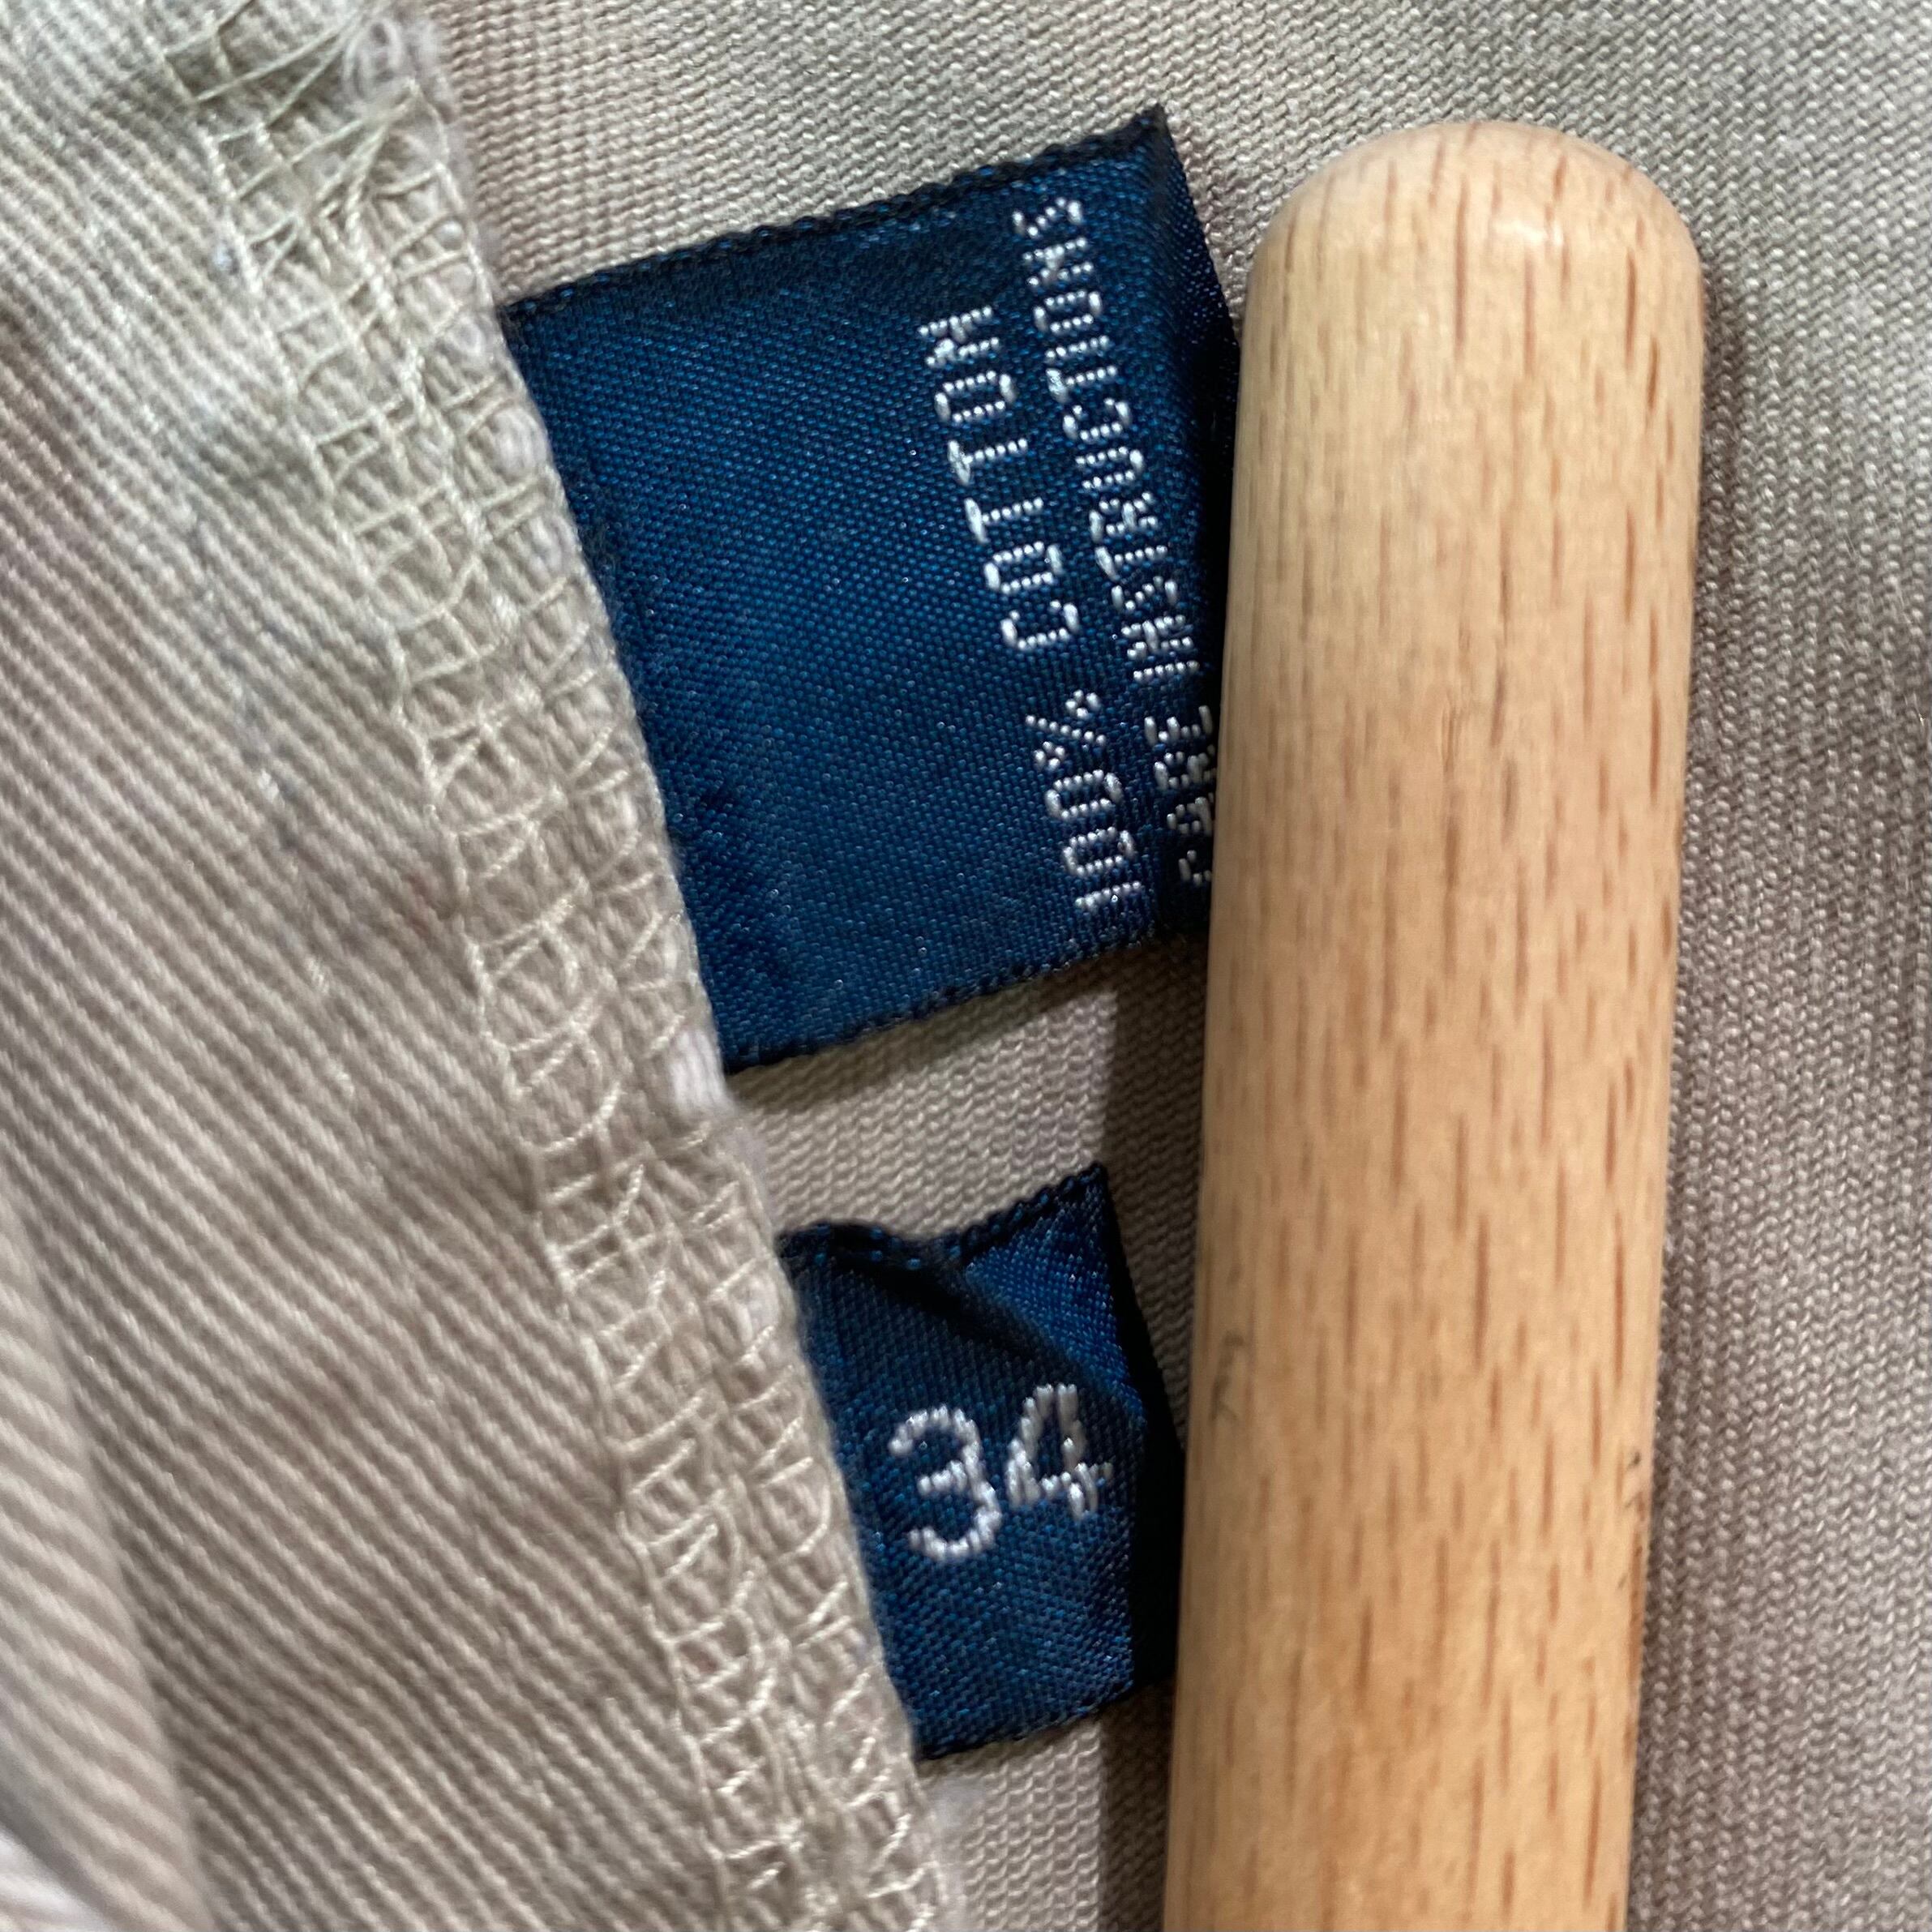 100% COTTON
CARE INSTRUCTIONS
34